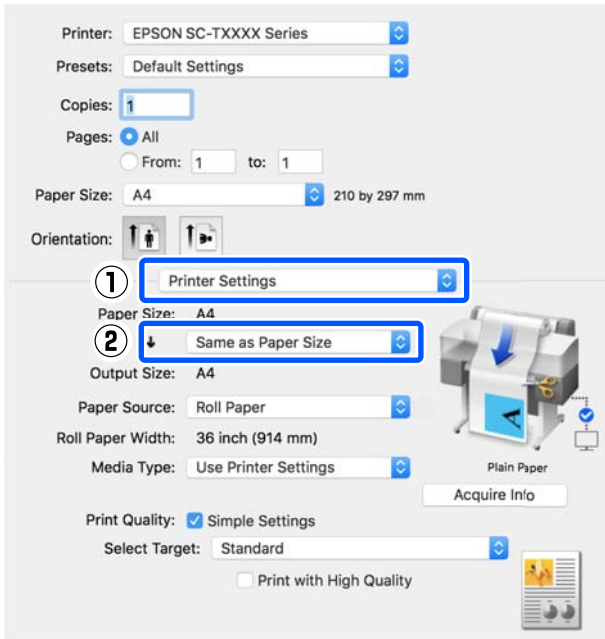 Printer: EPSON SC-TXXXX Series
Presets: Default Settings
Copies: 1
Pages: All
From: 1 to: 1
Paper Size: A4 210 by 297 mm
Orientation:
① Printer Settings
Paper Size: A4
② Same as Paper Size
Output Size: A4
Paper Source: Roll Paper
Roll Paper Width: 36 inch (914 mm)
Media Type: Use Printer Settings
A
Plain Paper
Acquire Info
Print Quality: Simple Settings
Select Target: Standard
Print with High Quality